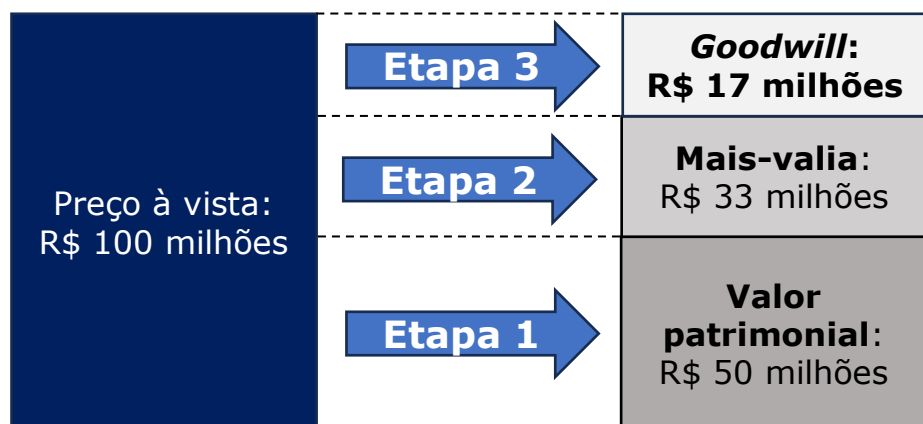 Preço à vista:
R$ 100 milhões
Etapa 3
Goodwill:
R$ 17 milhões
Etapa 2
Mais-valia:
R$ 33 milhões
Etapa 1
Valor
patrimonial:
R$ 50 milhões